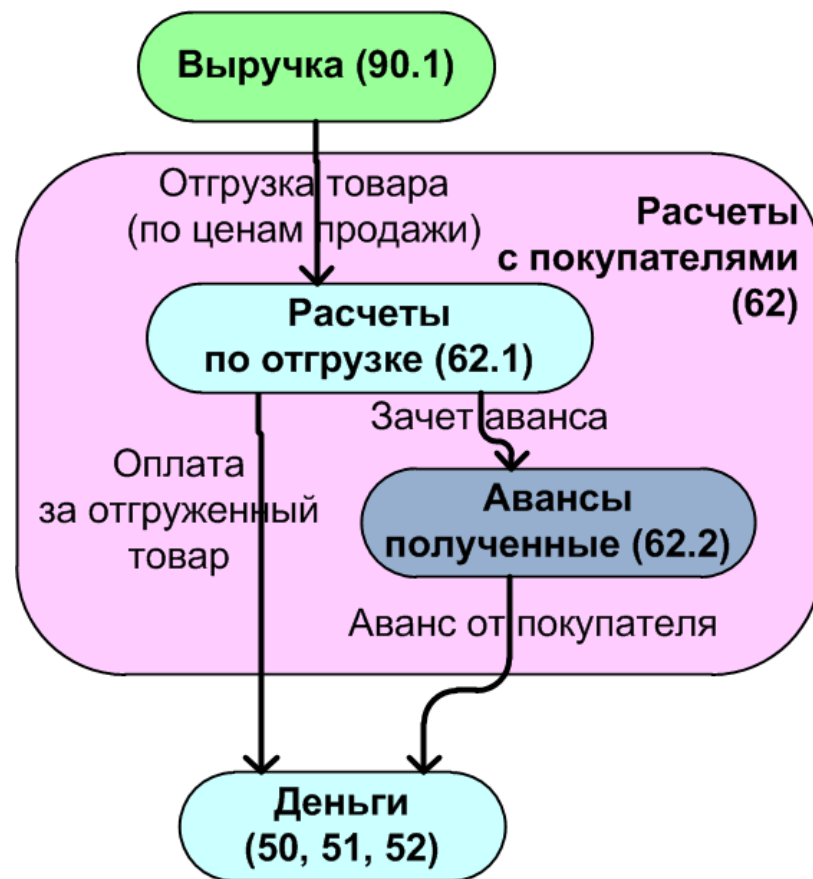 Выручка (90.1)
Отгрузка товара
(по ценам продажи)
Расчеты
с покупателями
(62)
Расчеты
по отгрузке (62.1)
Зачет аванса
Оплата
за отгруженный
товар
Авансы
полученные (62.2)
Аванс от покупателя
Деньги
(50, 51, 52)